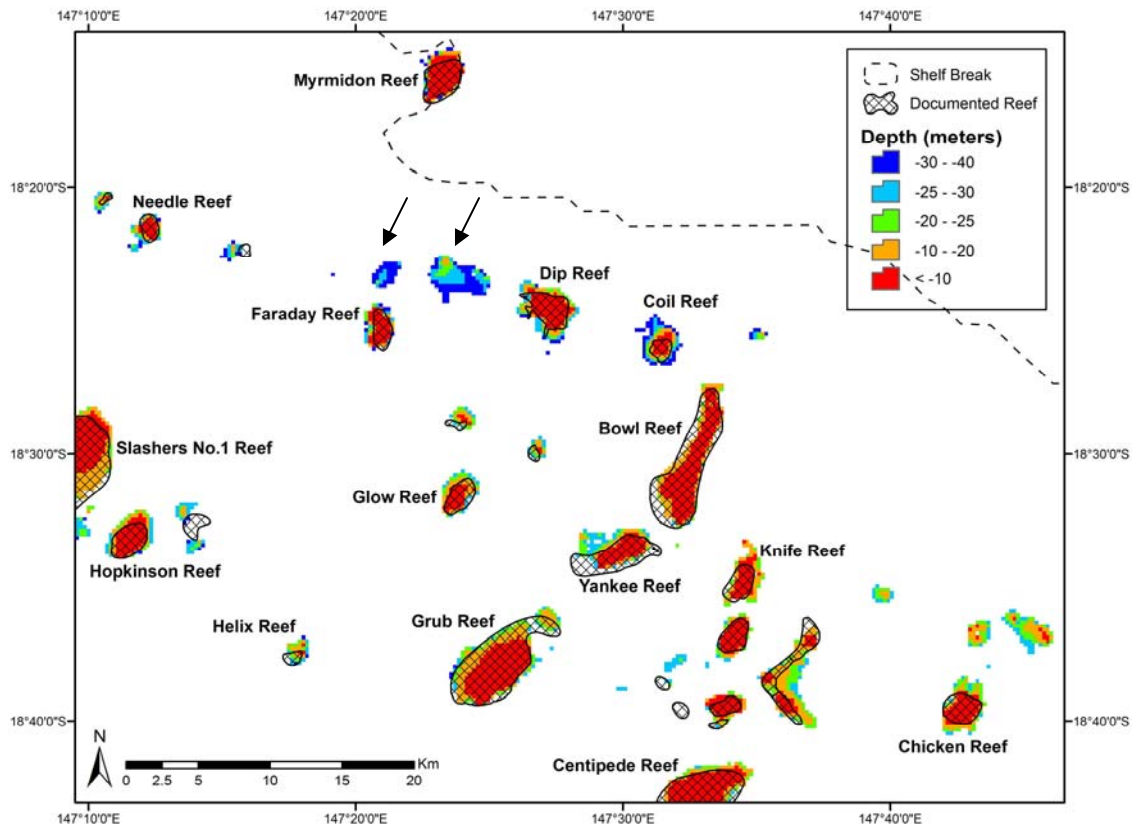 147°10'0"E 147°20'0"E 147°30'0"E 147°40'0"E
Myrmidon Reef
Shelf Break
Documented Reef
Depth (meters)
-30 - -40
-25 - -30
-20 - -25
-10 - -20
< -10
18°20'0"S 18°20'0"S
Needle Reef
Dip Reef
Coil Reef
Faraday Reef
Bowl Reef
Slashers No.1 Reef
18°30'0"S 18°30'0"S
Glow Reef
Knife Reef
Hopkinson Reef
Yankee Reef
Helix Reef
Grub Reef
18°40'0"S 18°40'0"S
Chicken Reef
N
Centipede Reef
Km
0 2.5 5 10 15 20
147°10'0"E 147°20'0"E 147°30'0"E 147°40'0"E